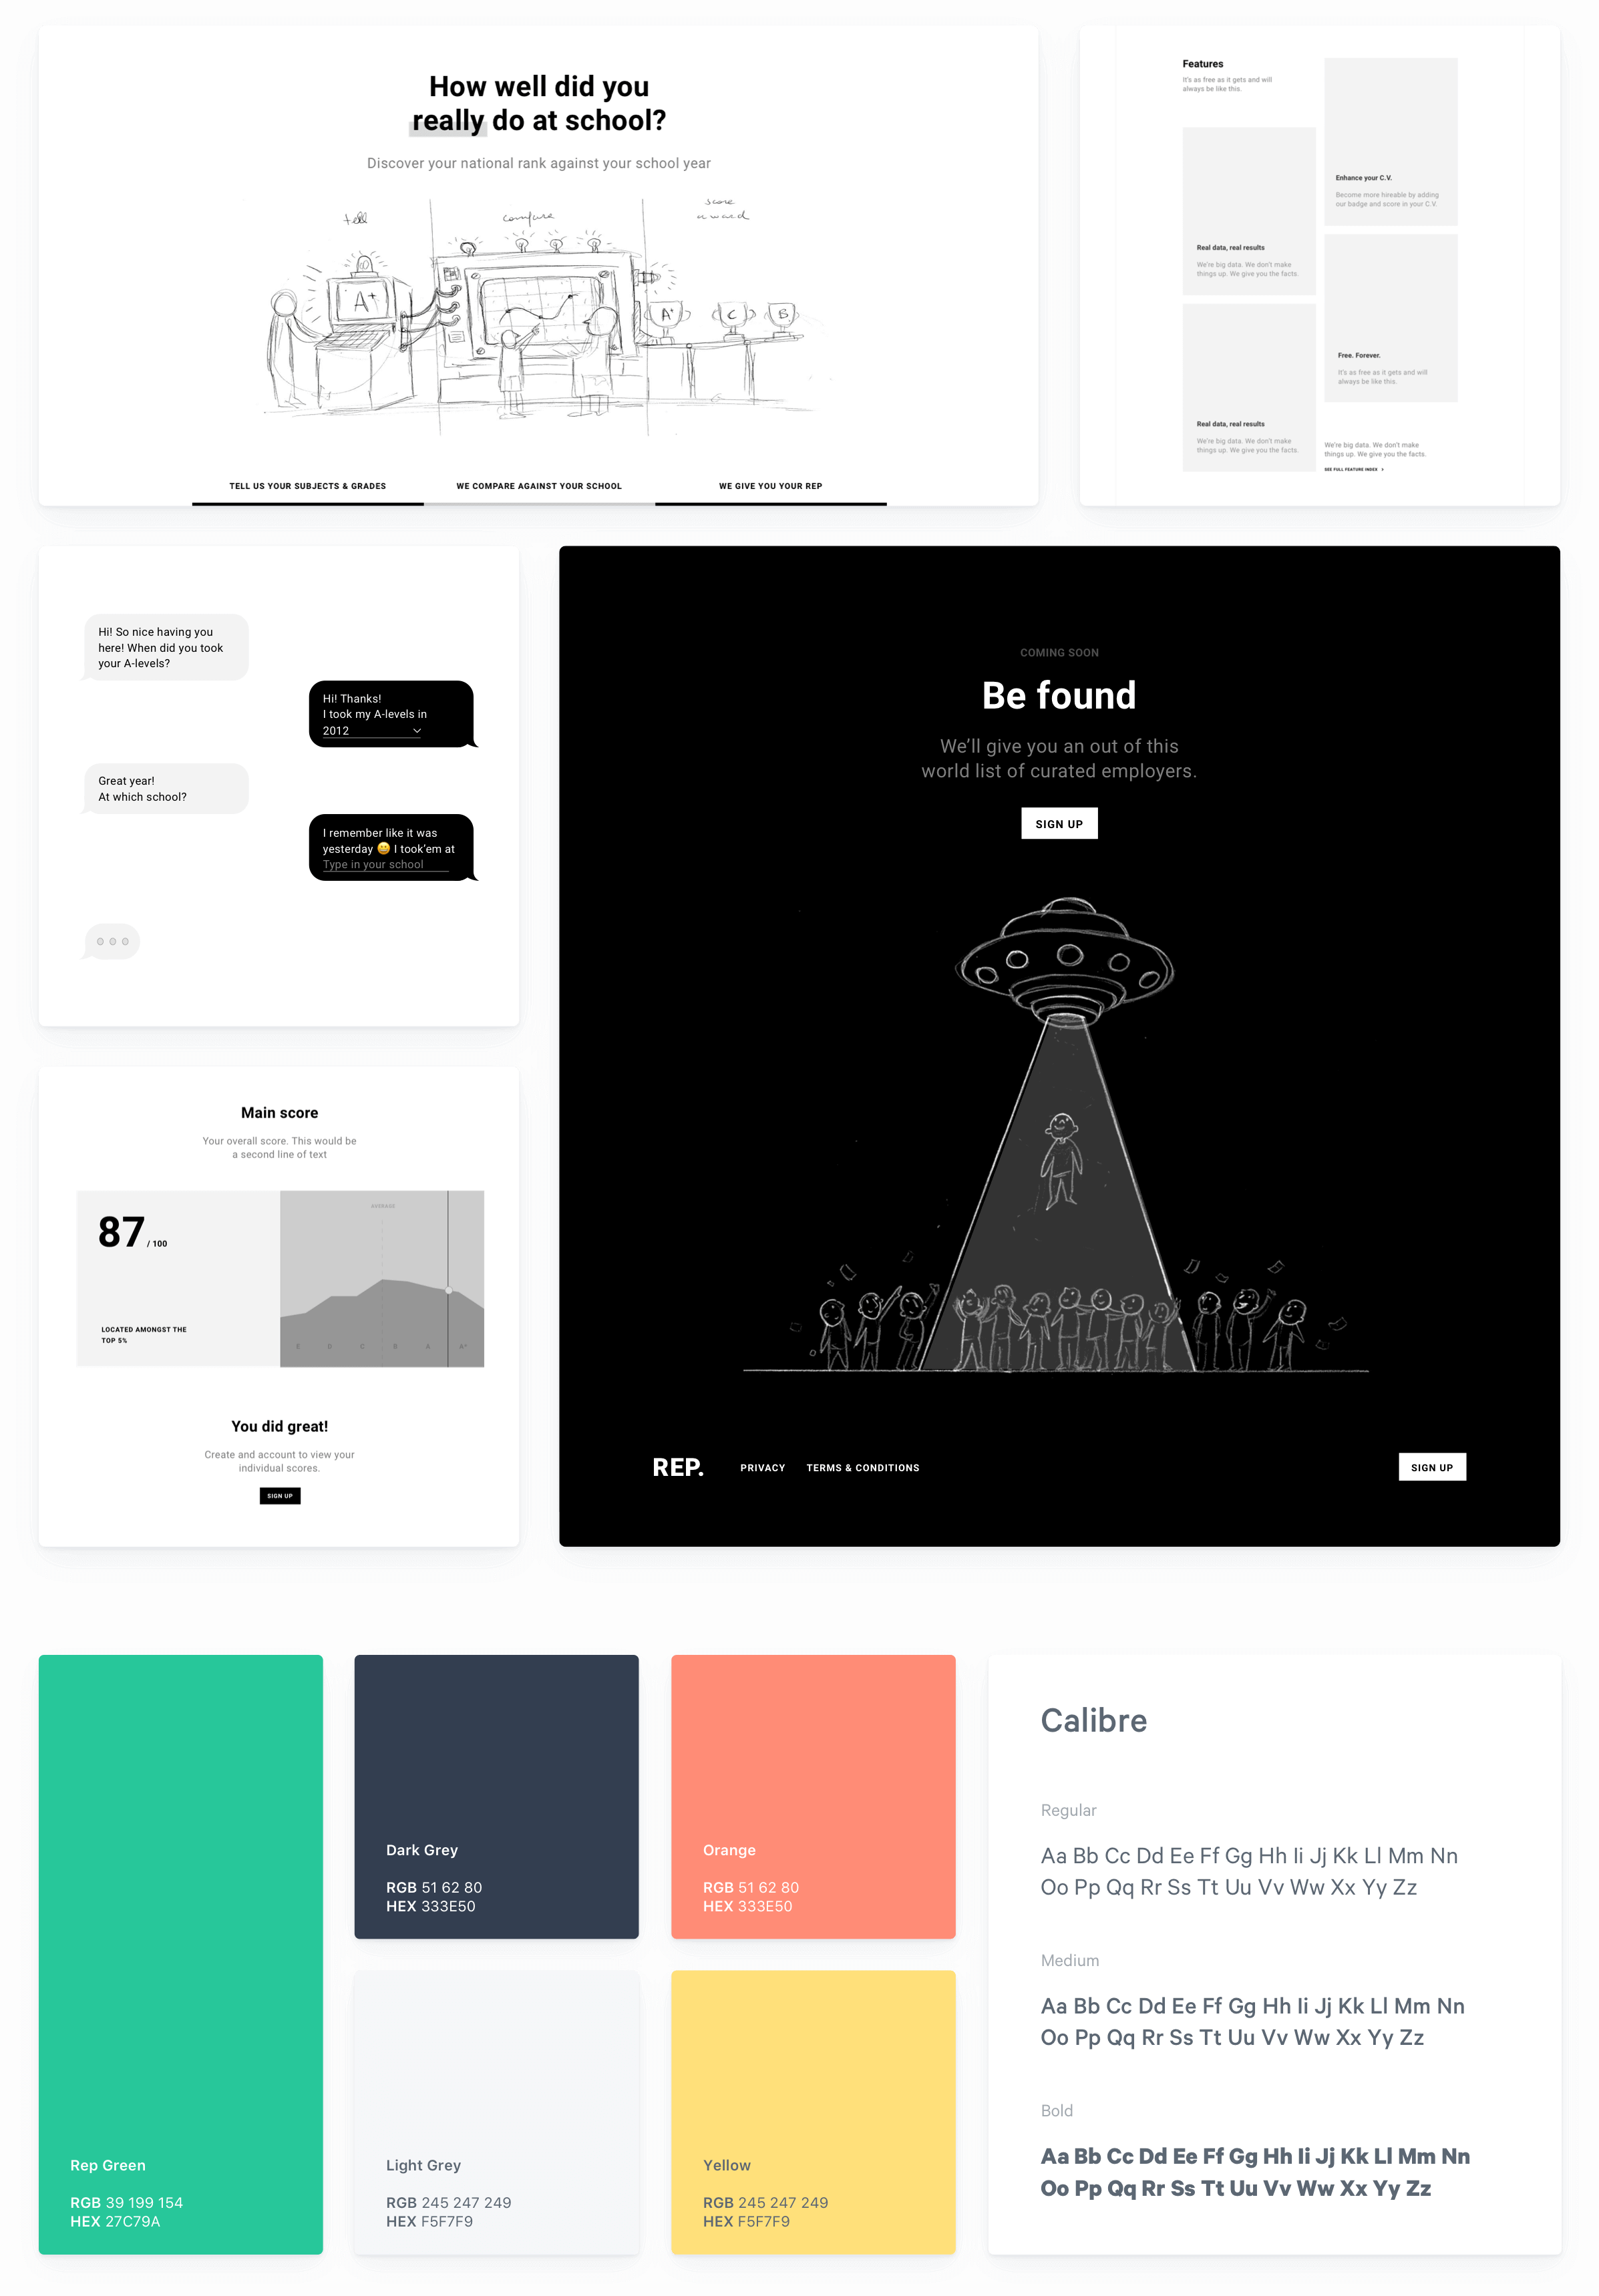 How well did you
really do at school?
Discover your national rank against your school year
tell
compare
score
award
A+
A+
C
B
TELL US YOUR SUBJECTS & GRADES
WE COMPARE AGAINST YOUR SCHOOL
WE GIVE YOU YOUR REP
Features
It's as free as it gets and will
always be like this.
Enhance your C.V.
Become more hireable by adding
our badge and score in your C.V.
Real data, real results
We're big data. We don't make
things up. We give you the facts.
Free. Forever.
It's as free as it gets and will
always be like this.
Real data, real results
We're big data. We don't make
things up. We give you the facts.
We're big data. We don't make
things up. We give you the facts.
SEE FULL FEATURE INDEX >
Hi! So nice having you
here! When did you took
your A-levels?
Hi! Thanks!
I took my A-levels in
2012
Great year!
At which school?
I remember like it was
yesterday 😀 I took'em at
Type in your school
COMING SOON
Be found
We'll give you an out of this
world list of curated employers.
SIGN UP
REP.
PRIVACY
TERMS & CONDITIONS
SIGN UP
Main score
Your overall score. This would be
a second line of text
87 / 100
LOCATED AMONGST THE
TOP 5%
AVERAGE
E D C B A A*
You did great!
Create and account to view your
individual scores.
SIGN UP
Rep Green
RGB 39 199 154
HEX 27C79A
Dark Grey
RGB 51 62 80
HEX 333E50
Orange
RGB 51 62 80
HEX 333E50
Light Grey
RGB 245 247 249
HEX F5F7F9
Yellow
RGB 245 247 249
HEX F5F7F9
Calibre
Regular
Aa Bb Cc Dd Ee Ff Gg Hh Ii Jj Kk Ll Mm Nn
Oo Pp Qq Rr Ss Tt Uu Vv Ww Xx Yy Zz
Medium
Aa Bb Cc Dd Ee Ff Gg Hh Ii Jj Kk Ll Mm Nn
Oo Pp Qq Rr Ss Tt Uu Vv Ww Xx Yy Zz
Bold
Aa Bb Cc Dd Ee Ff Gg Hh Ii Jj Kk Ll Mm Nn
Oo Pp Qq Rr Ss Tt Uu Vv Ww Xx Yy Zz